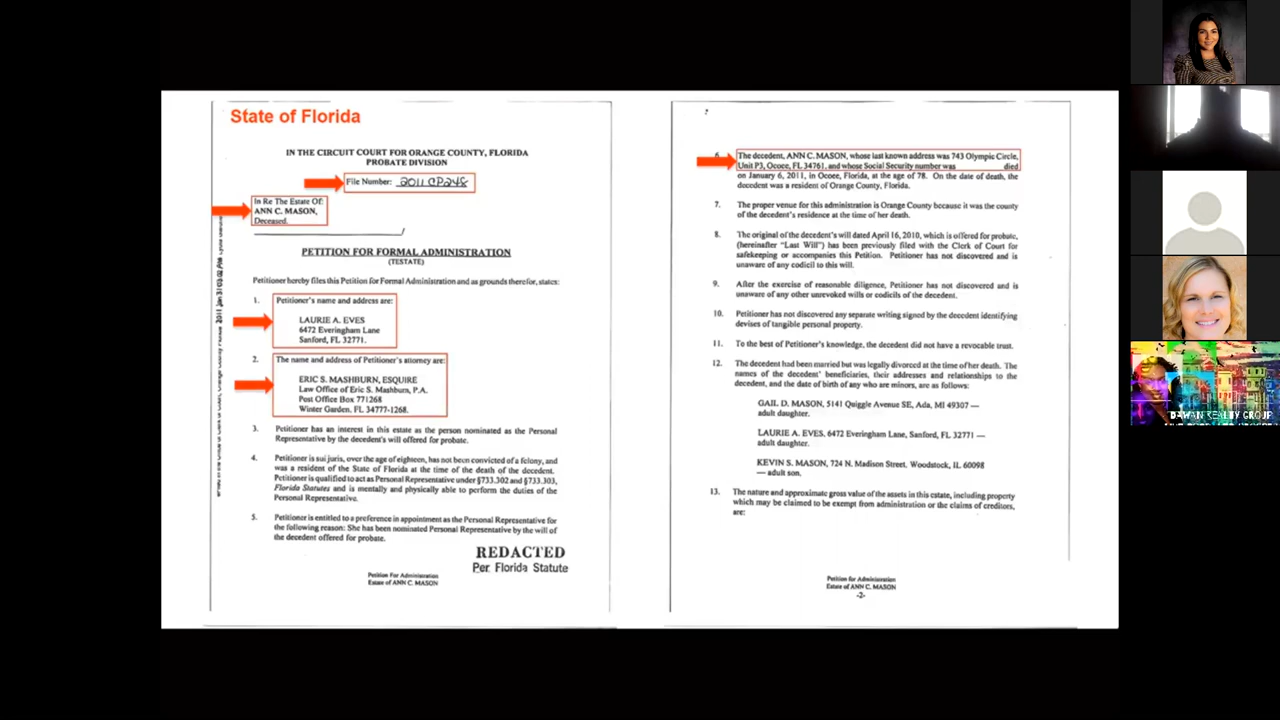 State of Florida
IN THE CIRCUIT COURT FOR ORANGE COUNTY, FLORIDA
PROBATE DIVISION
File Number: 2011 CP248
In Re The Estate Of:
ANN C. MASON,
Deceased.
PETITION FOR FORMAL ADMINISTRATION
(TESTATE)
Petitioner hereby files this Petition for Formal Administration and as grounds therefor, states:
1. Petitioner's name and address are:
LAURIE A. EVES
6472 Everingham Lane
Sanford, FL 32771.
2. The name and address of Petitioner's attorney are:
ERIC S. MASHBURN, ESQUIRE
Law Office of Eric S. Mashburn, P.A.
Post Office Box 771268
Winter Garden, FL 34777-1268.
3. Petitioner has an interest in this estate as the person nominated as the Personal
Representative by the decedent's will offered for probate.
4. Petitioner is sui juris, over the age of eighteen, has not been convicted of a felony, and
was a resident of the State of Florida at the time of the death of the decedent.
Petitioner is qualified to act as Personal Representative under §733.302 and §733.303,
Florida Statutes and is mentally and physically able to perform the duties of the
Personal Representative.
5. Petitioner is entitled to a preference in appointment as the Personal Representative for
the following reason: She has been nominated Personal Representative by the will of
the decedent offered for probate.
REDACTED
Per Florida Statute
Petition For Administration
Estate of ANN C. MASON
6. The decedent, ANN C. MASON, whose last known address was 743 Olympic Circle,
Unit P3, Ocoee, FL 34761, and whose Social Security number was died
on January 6, 2011, in Ocoee, Florida, at the age of 78. On the date of death, the
decedent was a resident of Orange County, Florida.
7. The proper venue for this administration is Orange County because it was the county
of the decedent's residence at the time of her death.
8. The original of the decedent's will dated April 16, 2010, which is offered for probate,
(hereinafter "Last Will") has been previously filed with the Clerk of Court for
safekeeping or accompanies this Petition. Petitioner has not discovered and is
unaware of any codicil to this will.
9. After the exercise of reasonable diligence, Petitioner has not discovered and is
unaware of any other unrevoked wills or codicils of the decedent.
10. Petitioner has not discovered any separate writing signed by the decedent identifying
devises of tangible personal property.
11. To the best of Petitioner's knowledge, the decedent did not have a revocable trust.
12. The decedent had been married but was legally divorced at the time of her death. The
names of the decedent' beneficiaries, their addresses and relationships to the
decedent, and the date of birth of any who are minors, are as follows:
GAIL D. MASON, 5141 Quiggle Avenue SE, Ada, MI 49307 —
adult daughter.
LAURIE A. EVES, 6472 Everingham Lane, Sanford, FL 32771 —
adult daughter.
KEVIN S. MASON, 724 N. Madison Street, Woodstock, IL 60098
— adult son.
13. The nature and approximate gross value of the assets in this estate, including property
which may be claimed to be exempt from administration or the claims of creditors,
are:
Petition for Administration
Estate of ANN C. MASON
-2-
REALTY GROUP